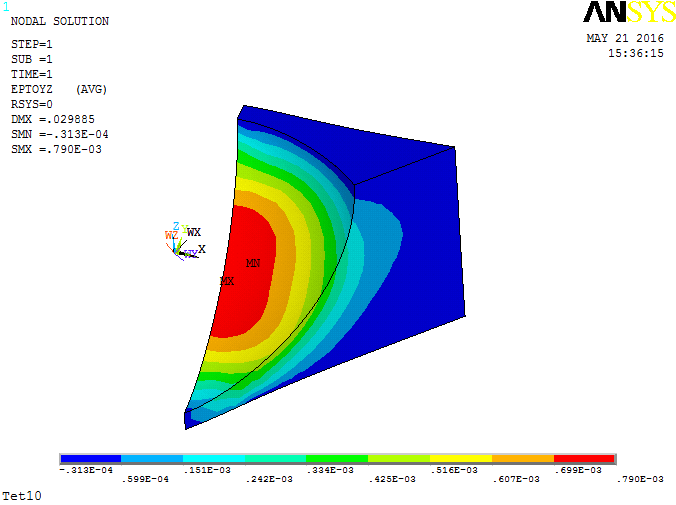 1
NODAL SOLUTION
STEP=1
SUB =1
TIME=1
EPTOYZ (AVG)
RSYS=0
DMX =.029885
SMN =-.313E-04
SMX =.790E-03
ANSYS
MAY 21 2016
15:36:15
Z
Y
WX
WZ
X
WY
MN
MX
-.313E-04 .151E-03 .334E-03 .516E-03 .699E-03
.599E-04 .242E-03 .425E-03 .607E-03 .790E-03
Tet10